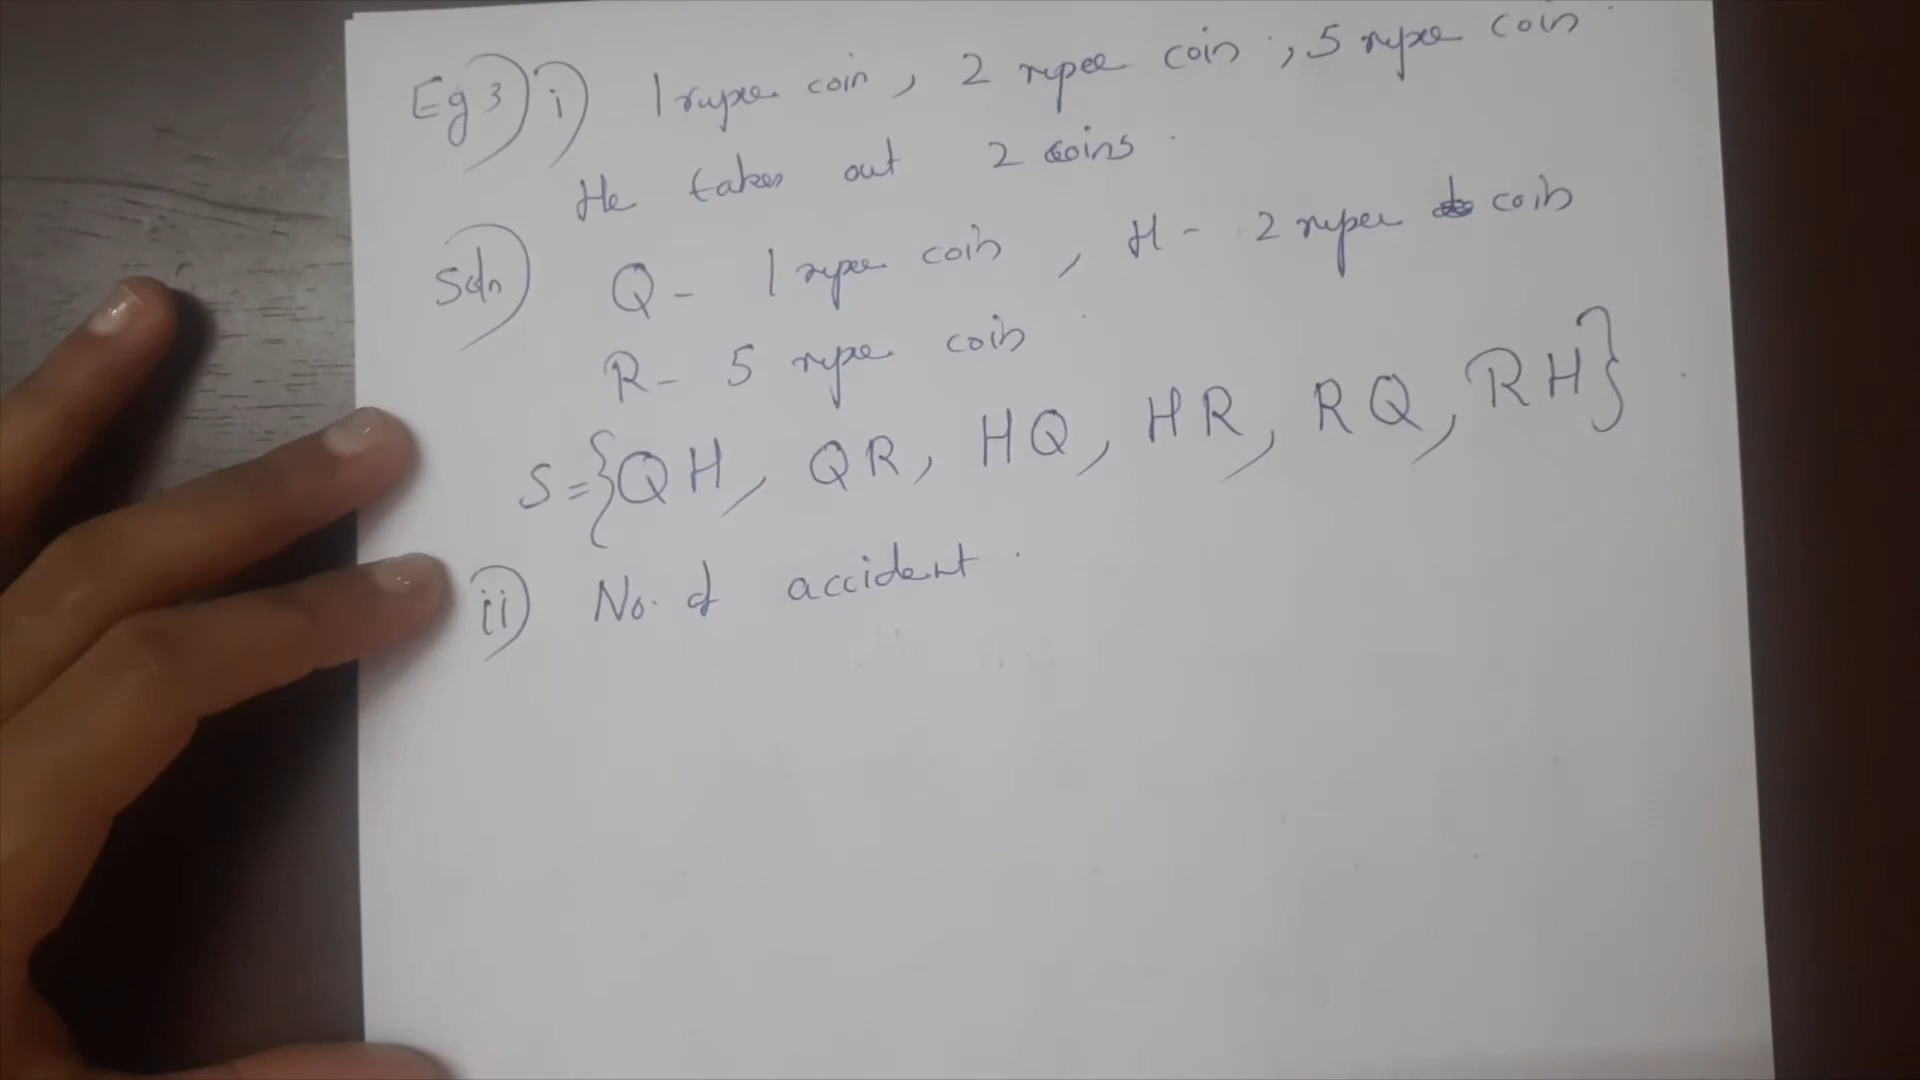 Eg 3) i) 1 rupee coin, 2 rupee coin, 5 rupee coin
He takes out 2 coins.
Soln) Q - 1 rupee coin, H - 2 rupee coin
R - 5 rupee coin.
S = {QH, QR, HQ, HR, RQ, RH}.
ii) No. of accident.